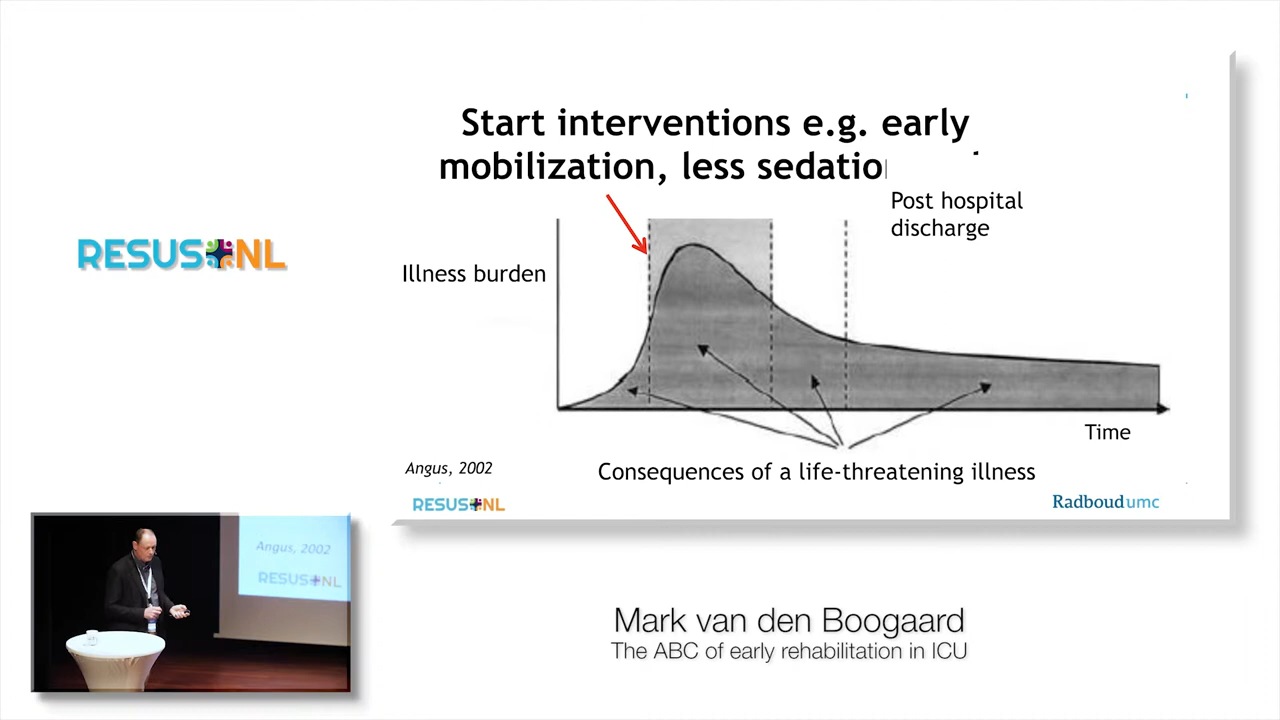 Start interventions e.g. early
mobilization, less sedatio
Post hospital
discharge
Illness burden
Time
Angus, 2002
Consequences of a life-threatening illness
RESUS NL
Radboudumc
RESUS NL
Angus, 2002
RESUS NL
Mark van den Boogaard
The ABC of early rehabilitation in ICU